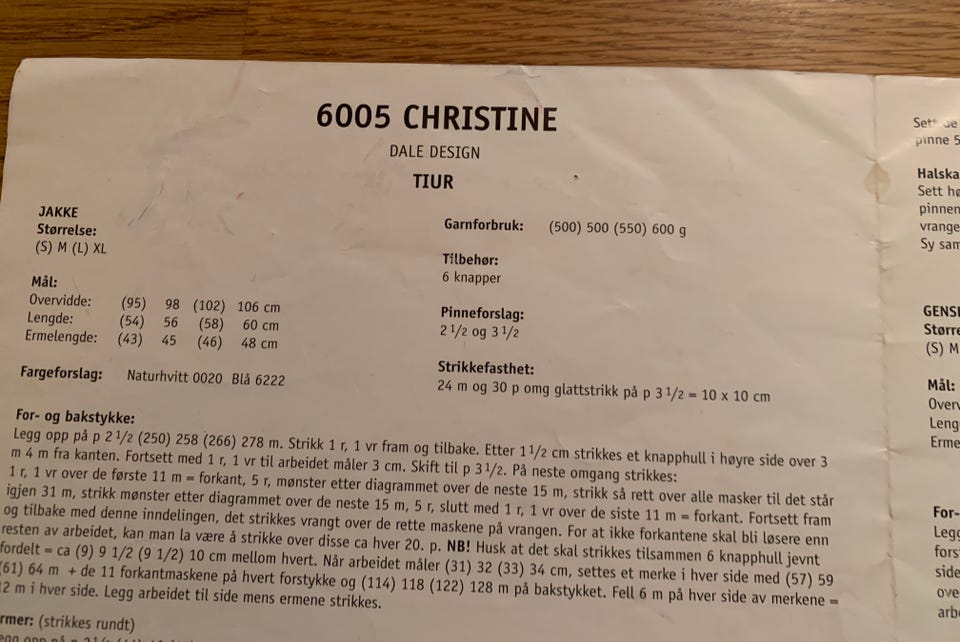 6005 CHRISTINE
DALE DESIGN
TIUR
JAKKE
Størrelse:
(S) M (L) XL
Mål:
Overvidde: (95) 98 (102) 106 cm
Lengde: (54) 56 (58) 60 cm
Ermelengde: (43) 45 (46) 48 cm
Fargeforslag: Naturhvitt 0020 Blå 6222
Garnforbruk: (500) 500 (550) 600 g
Tilbehør:
6 knapper
Pinneforslag:
2 1/2 og 3 1/2
Strikkefasthet:
24 m og 30 p omg glattstrikk på p 3 1/2 = 10 x 10 cm
For- og bakstykke:
Legg opp på p 2 1/2 (250) 258 (266) 278 m. Strikk 1 r, 1 vr fram og tilbake. Etter 1 1/2 cm strikkes et knapphull i høyre side over 3
m 4 m fra kanten. Fortsett med 1 r, 1 vr til arbeidet måler 3 cm. Skift til p 3 1/2. På neste omgang strikkes:
1 r, 1 vr over de første 11 m = forkant, 5 r, mønster etter diagrammet over de neste 15 m, strikk så rett over alle masker til det står
igjen 31 m, strikk mønster etter diagrammet over de neste 15 m, 5 r, slutt med 1 r, 1 vr over de siste 11 m = forkant. Fortsett fram
og tilbake med denne inndelingen, det strikkes vrangt over de rette maskene på vrangen. For at ikke forkantene skal bli løsere enn
resten av arbeidet, kan man la være å strikke over disse ca hver 20. p. NB! Husk at det skal strikkes tilsammen 6 knapphull jevnt
fordelt = ca (9) 9 1/2 (9 1/2) 10 cm mellom hvert. Når arbeidet måler (31) 32 (33) 34 cm, settes et merke i hver side med (57) 59
(61) 64 m + de 11 forkantmaskene på hvert forstykke og (114) 118 (122) 128 m på bakstykket. Fell 6 m på hver side av merkene =
12 m i hver side. Legg arbeidet til side mens ermene strikkes.
rmer: (strikkes rundt)
Sett de
pinne 5
Halska
Sett hø
pinnen
vrange
Sy sam
GENSE
Større
(S) M
Mål:
Overv
Leng
Erme
For-
Legg
forst
side
ove
arb